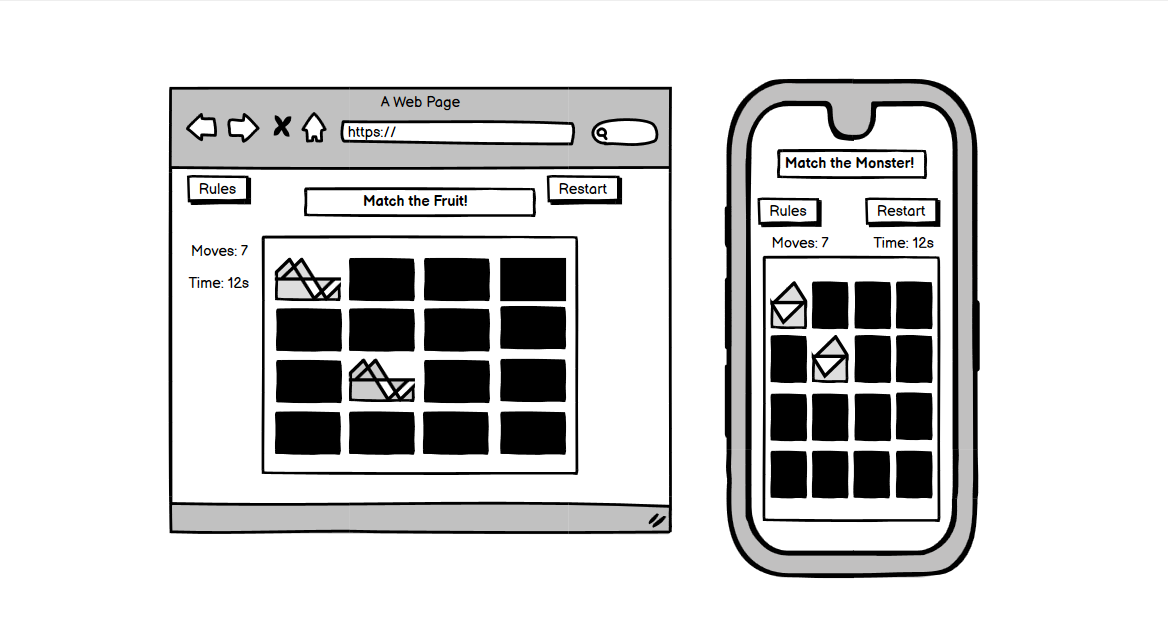 A Web Page
https://
Rules
Match the Fruit!
Restart
Moves: 7
Time: 12s
Match the Monster!
Rules
Restart
Moves: 7
Time: 12s